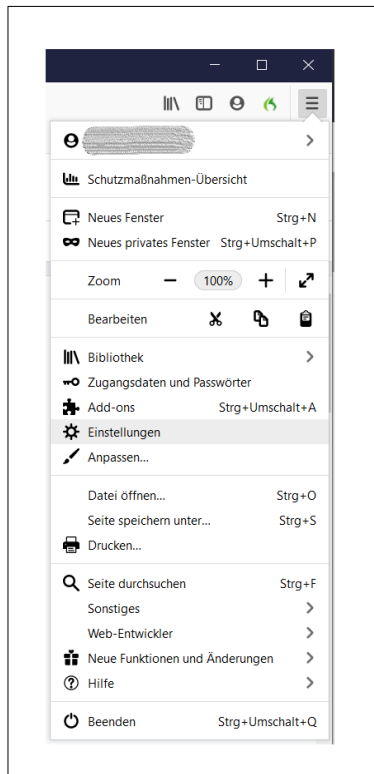 Schutzmaßnahmen-Übersicht
Neues Fenster Strg+N
Neues privates Fenster Strg+Umschalt+P
Zoom 100%
Bearbeiten
Bibliothek
Zugangsdaten und Passwörter
Add-ons Strg+Umschalt+A
Einstellungen
Anpassen...
Datei öffnen... Strg+O
Seite speichern unter... Strg+S
Drucken...
Seite durchsuchen Strg+F
Sonstiges
Web-Entwickler
Neue Funktionen und Änderungen
Hilfe
Beenden Strg+Umschalt+Q